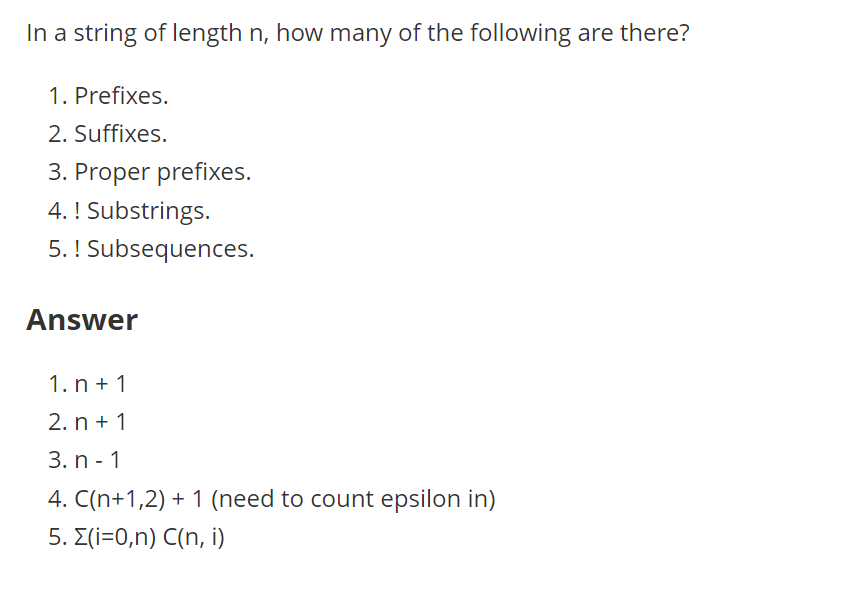 In a string of length n, how many of the following are there?
1. Prefixes.
2. Suffixes.
3. Proper prefixes.
4. ! Substrings.
5. ! Subsequences.
Answer
1. n + 1
2. n + 1
3. n - 1
4. C(n+1,2) + 1 (need to count epsilon in)
5. Σ(i=0,n) C(n, i)